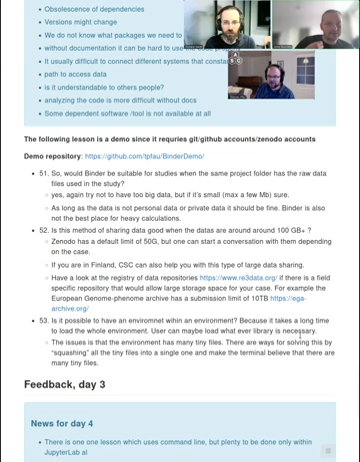 Obsolescence of dependencies
Versions might change
We do not know what packages we need to
without documentation it can be hard to use the code
It usually difficult to connect different systems that consta
path to access data
is it understandable to others people?
analyzing the code is more difficult without docs
Some dependent software /tool is not available at all
The following lesson is a demo since it requries git/github accounts/zenodo accounts
Demo repository: https://github.com/tpfau/BinderDemo/
51. So, would Binder be suitable for studies when the same project folder has the raw data
files used in the study?
yes, again try not to have too big data, but if it's small (max a few Mb) sure.
As long as the data is not personal data or private data it should be fine. Binder is also
not the best place for heavy calculations.
52. Is this method of sharing data good when the datas are around around 100 GB+ ?
Zenodo has a default limit of 50G, but one can start a conversation with them depending
on the case.
If you are in Finland, CSC can also help you with this type of large data sharing.
Have a look at the registry of data repositories https://www.re3data.org/ if there is a field
specific repository that would allow large storage space for your case. For example the
European Genome-phenome archive has a submission limit of 10TB https://ega-
archive.org/
53. Is it possible to have an enviromnet wihin an environment? Because it takes a long time
to load the whole environment. User can maybe load what ever library is necessary.
The issues is that the environment has many tiny files. There are ways for solving this by
“squashing” all the tiny files into a single one and make the terminal believe that there are
many tiny files.
Feedback, day 3
News for day 4
There is one one lesson which uses command line, but plenty to be done only within
JupyterLab al